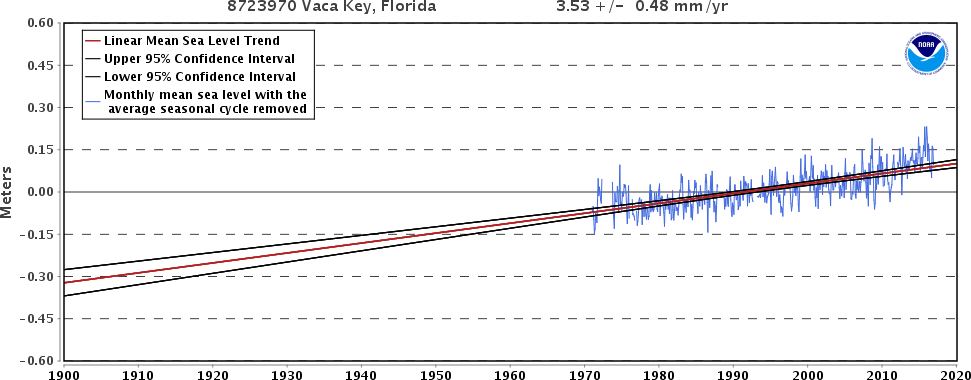 8723970 Vaca Key, Florida 3.53 +/- 0.48 mm/yr
0.60
Linear Mean Sea Level Trend
Upper 95% Confidence Interval
Lower 95% Confidence Interval
Monthly mean sea level with the
average seasonal cycle removed
NOAA
0.45
0.30
0.15
0.00
-0.15
-0.30
-0.45
-0.60
Meters
1900 1910 1920 1930 1940 1950 1960 1970 1980 1990 2000 2010 2020